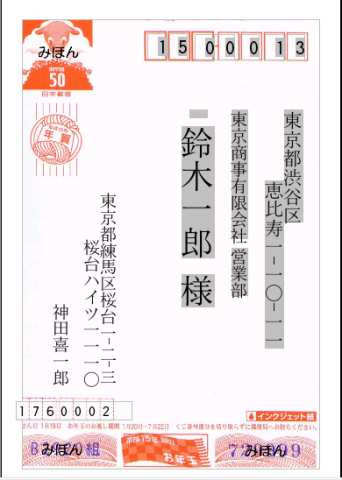 みほん
50
日本郵便
年賀
1500013
東京都渋谷区
恵比寿一-一〇-一一
東京商事有限会社 営業部
鈴木一郎 様
東京都練馬区桜台一-二-三
桜台ハイツ一一一〇
神田喜一郎
1760002
インクジェット紙
みほん
組
お年玉
みほん